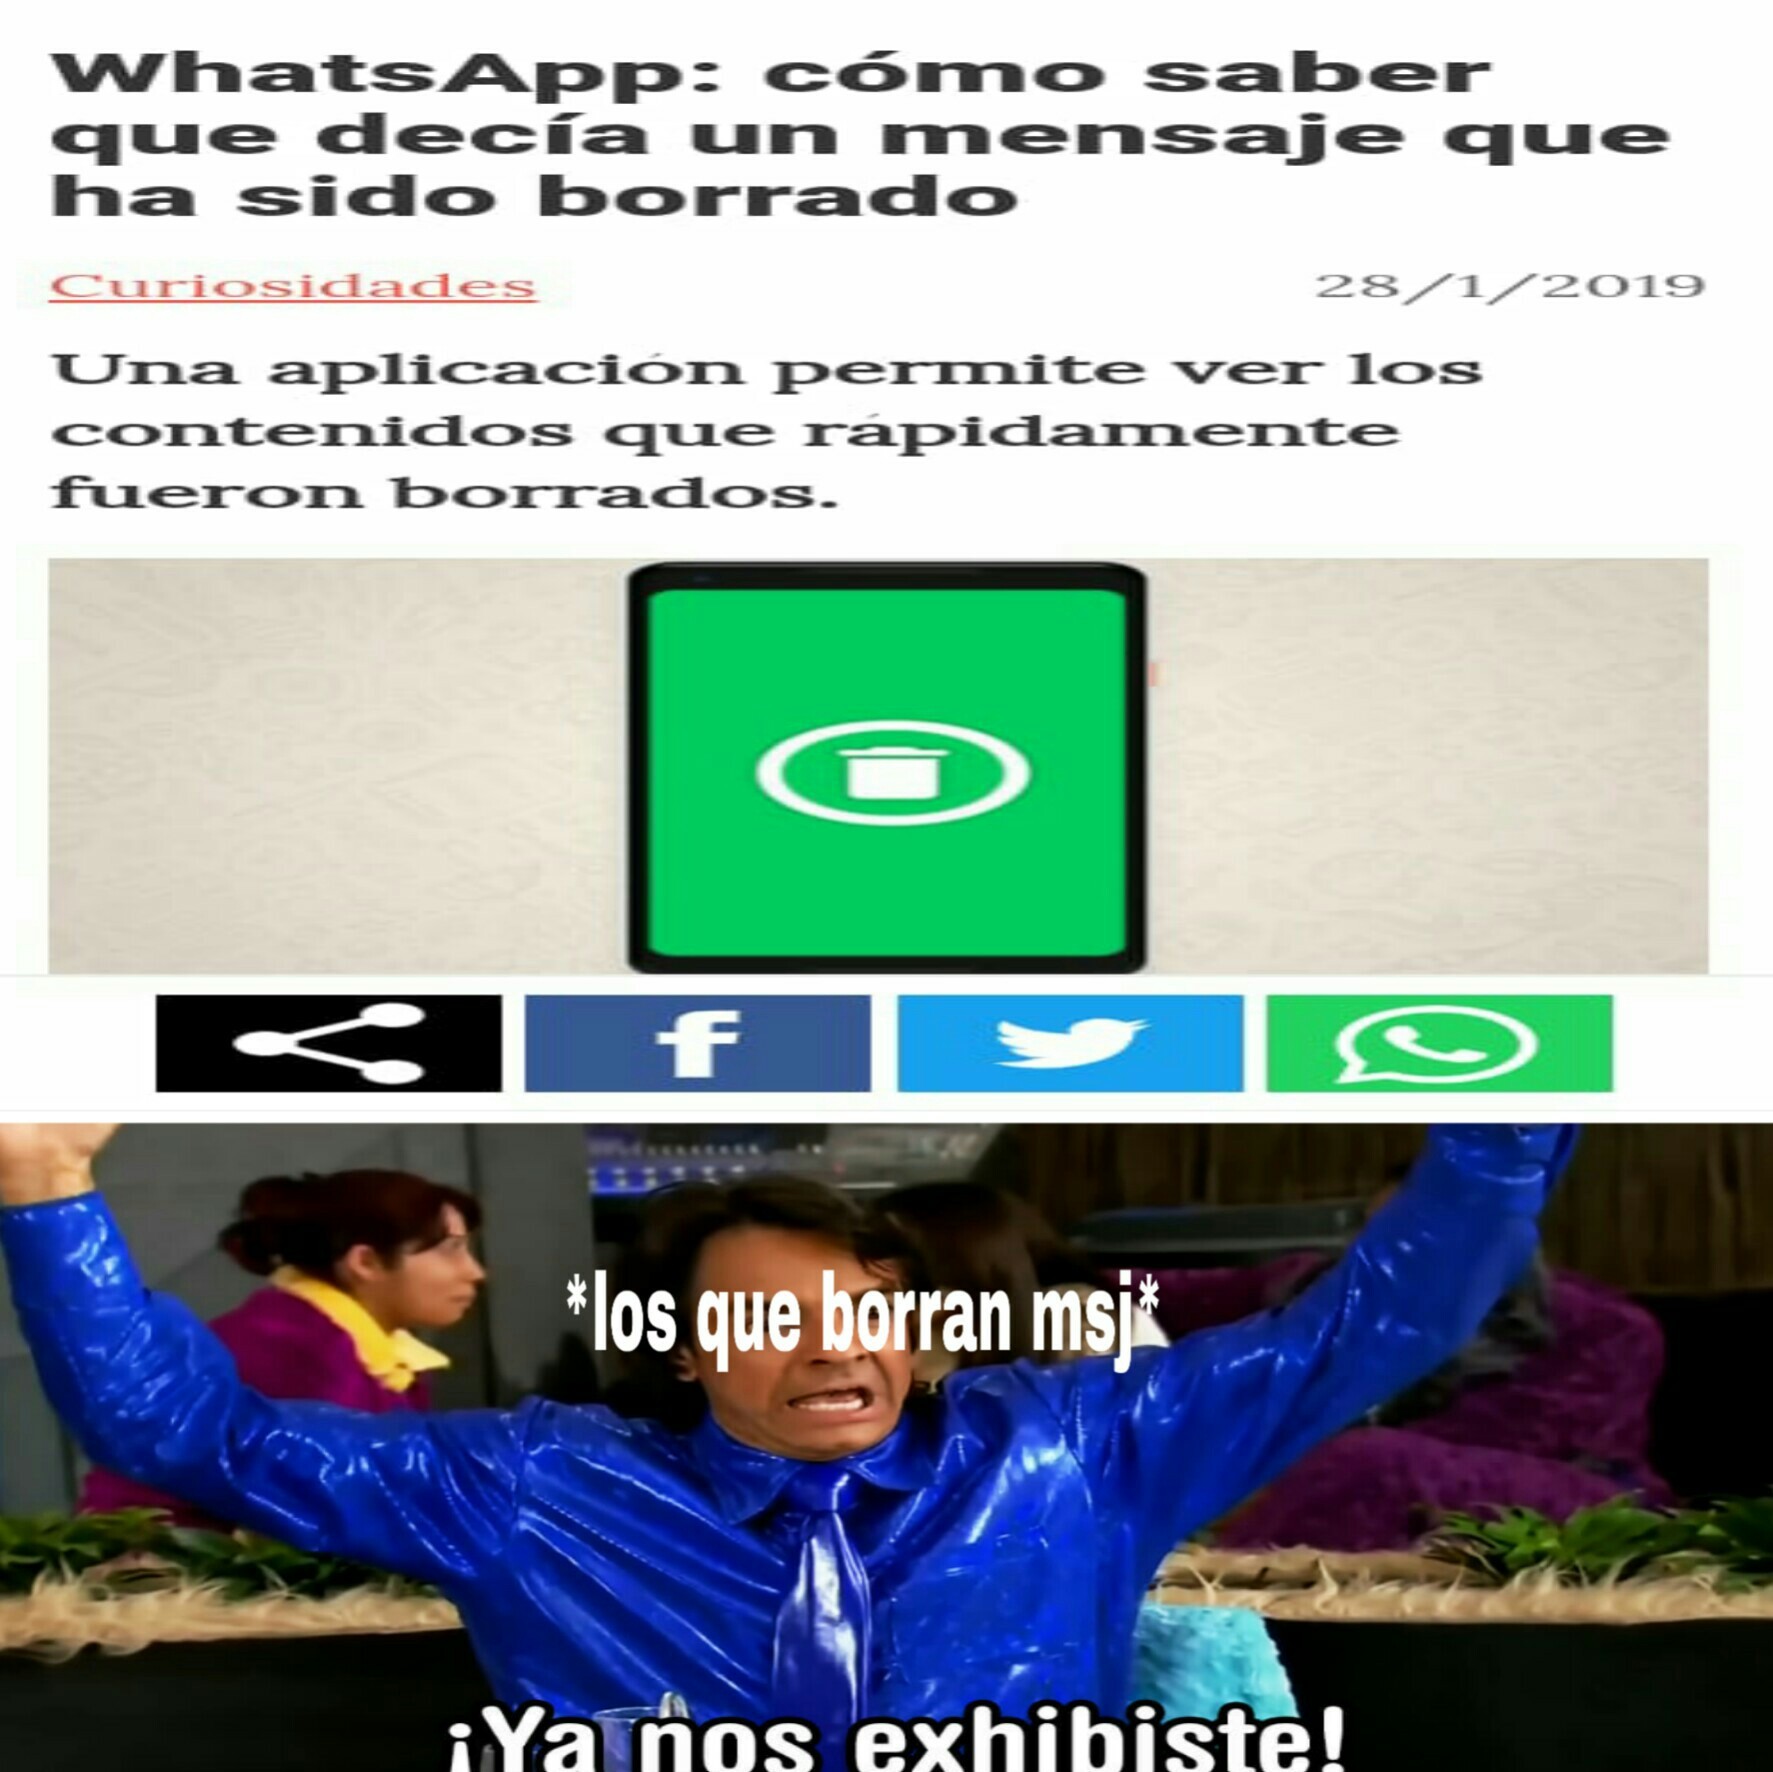 WhatsApp: cómo saber
que decía un mensaje que
ha sido borrado
Curiosidades
28/1/2019
Una aplicación permite ver los
contenidos que rápidamente
fueron borrados.
*los que borran msj*
¡Ya nos exhibiste!